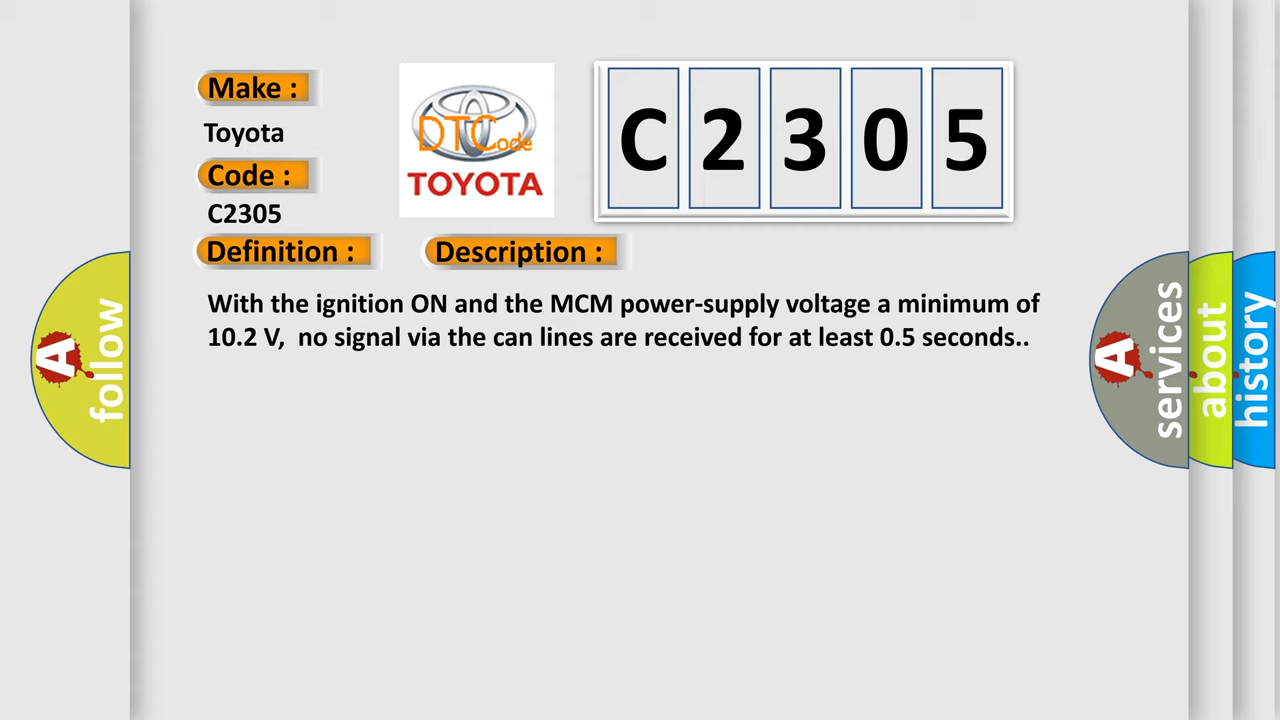 Make :
Toyota
Code :
C2305
DTCode
TOYOTA
C2305
Definition :
Description :
With the ignition ON and the MCM power-supply voltage a minimum of
10.2 V,  no signal via the can lines are received for at least 0.5 seconds..
A follow
A services
about
history